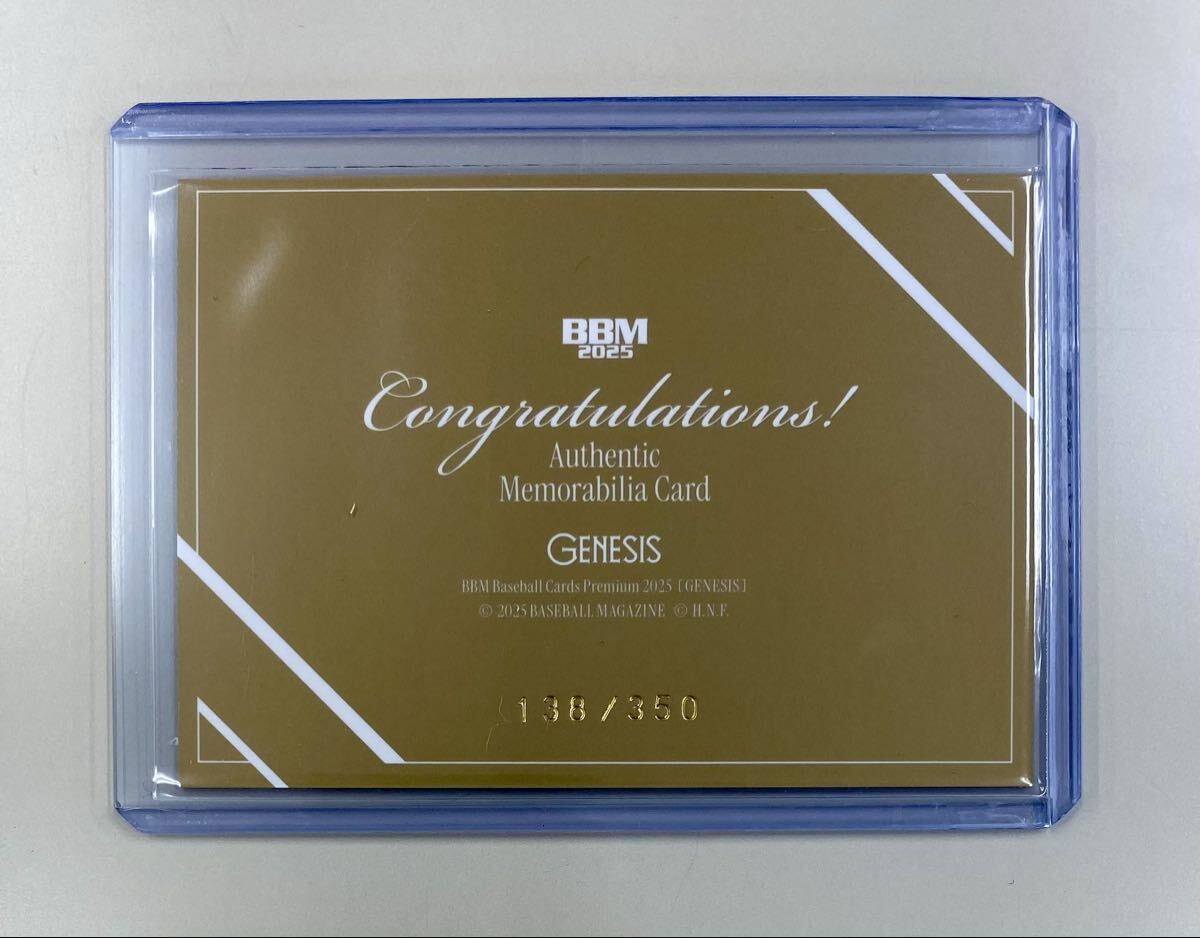 BBM
2025
Congratulations!
Authentic
Memorabilia Card
GENESIS
BBM Baseball Cards Premium 2025 [GENESIS]
© 2025 BASEBALL MAGAZINE © H.N.F.
138/350